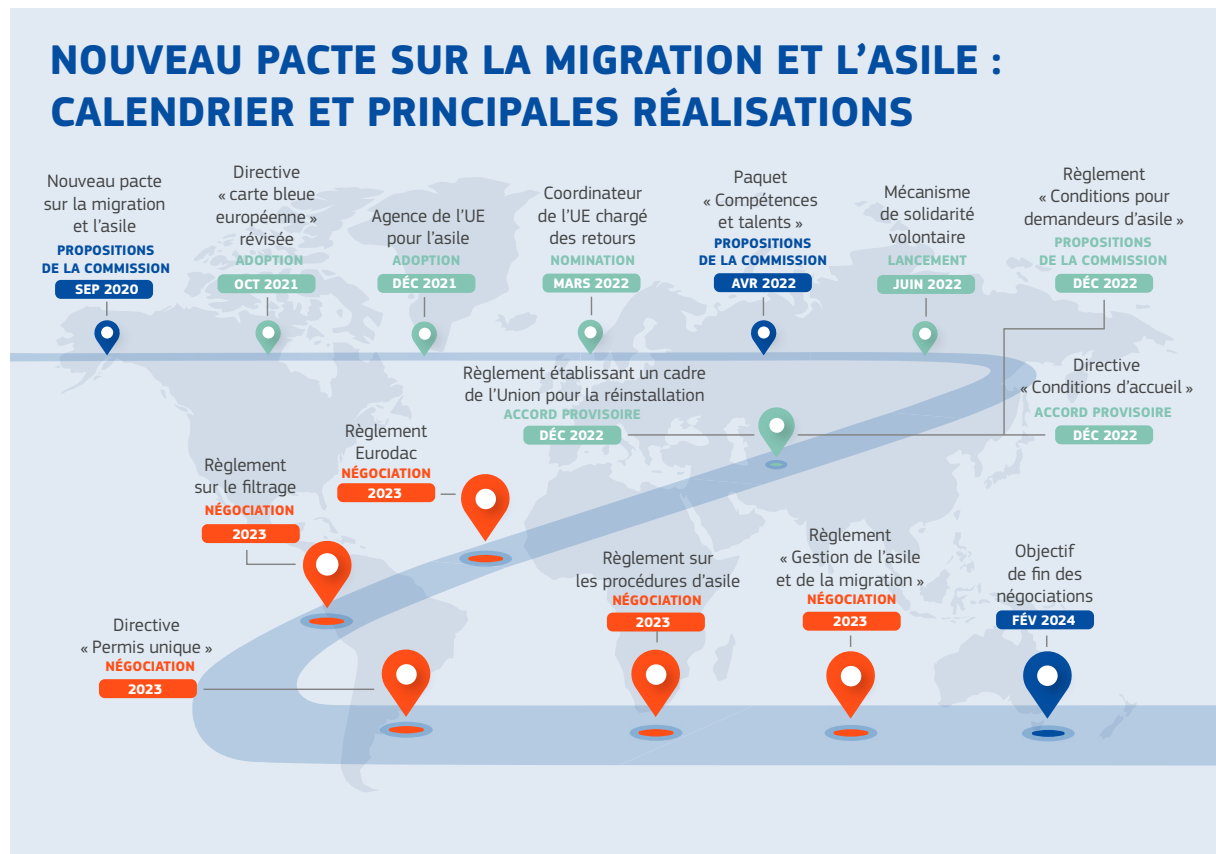 NOUVEAU PACTE SUR LA MIGRATION ET L’ASILE :
CALENDRIER ET PRINCIPALES RÉALISATIONS
Nouveau pacte
sur la migration
et l’asile
PROPOSITIONS
DE LA COMMISSION
SEP 2020
Directive
« carte bleue
européenne »
révisée
ADOPTION
OCT 2021
Agence de l’UE
pour l’asile
ADOPTION
DÉC 2021
Coordinateur
de l’UE chargé
des retours
NOMINATION
MARS 2022
Paquet
« Compétences
et talents »
PROPOSITIONS
DE LA COMMISSION
AVR 2022
Mécanisme
de solidarité
volontaire
LANCEMENT
JUIN 2022
Règlement
« Conditions pour
demandeurs d’asile »
PROPOSITIONS
DE LA COMMISSION
DÉC 2022
Règlement établissant un cadre
de l’Union pour la réinstallation
ACCORD PROVISOIRE
DÉC 2022
Directive
« Conditions d’accueil »
ACCORD PROVISOIRE
DÉC 2022
Règlement
Eurodac
NÉGOCIATION
2023
Règlement
sur le filtrage
NÉGOCIATION
2023
Directive
« Permis unique »
NÉGOCIATION
2023
Règlement sur
les procédures d’asile
NÉGOCIATION
2023
Règlement
« Gestion de l’asile
et de la migration »
NÉGOCIATION
2023
Objectif
de fin des
négociations
FÉV 2024